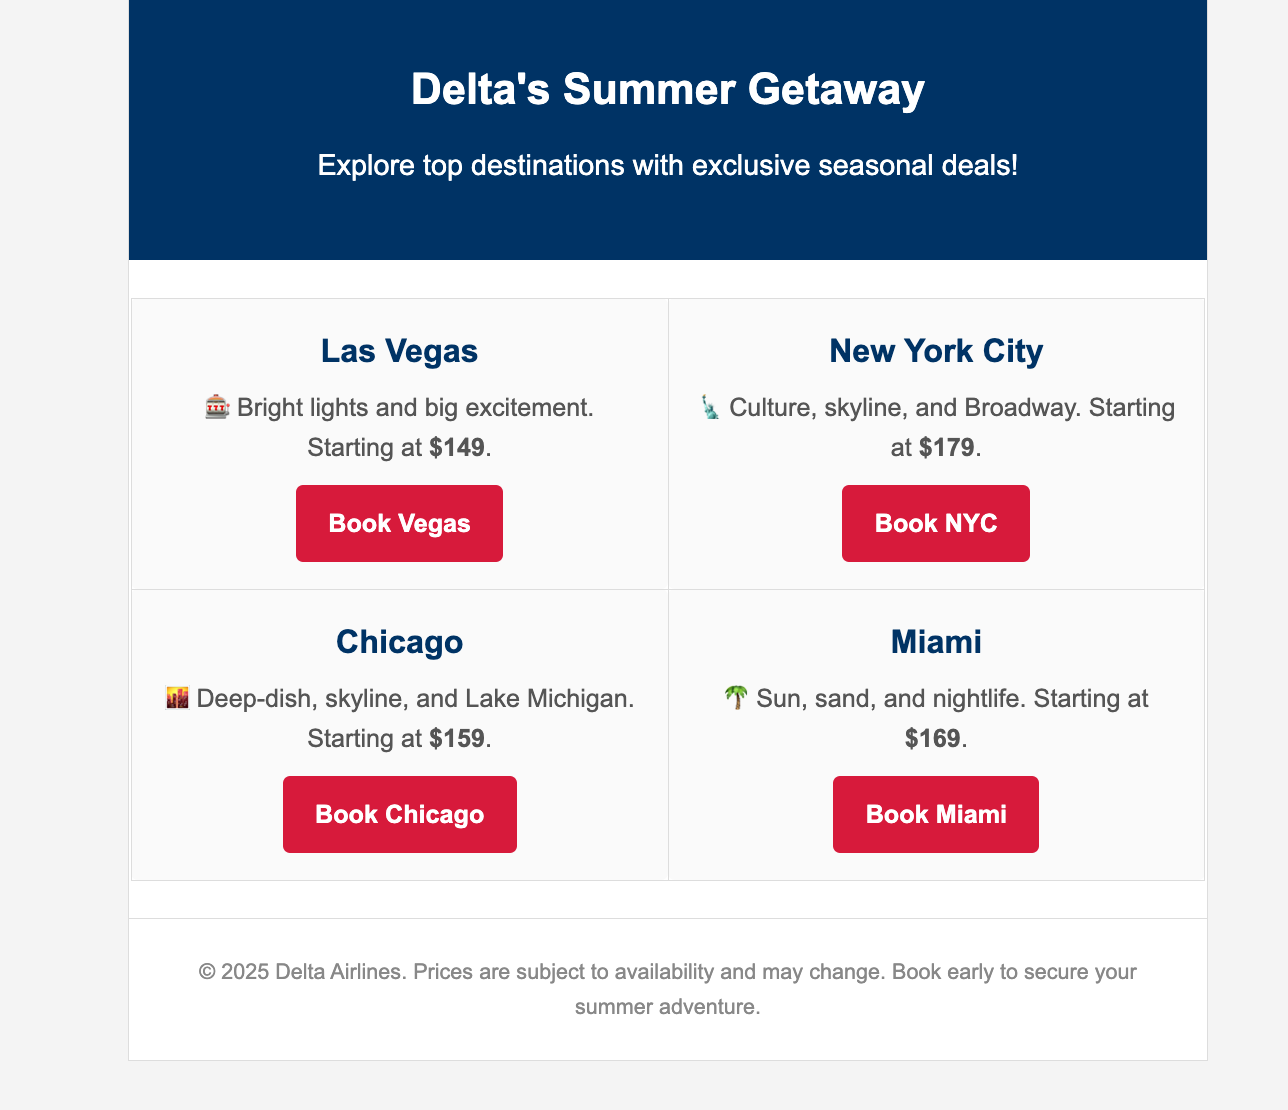 Delta's Summer Getaway
Explore top destinations with exclusive seasonal deals!
Las Vegas
🎰 Bright lights and big excitement.
Starting at $149.
Book Vegas
New York City
🗽 Culture, skyline, and Broadway. Starting
at $179.
Book NYC
Chicago
🌇 Deep-dish, skyline, and Lake Michigan.
Starting at $159.
Book Chicago
Miami
🌴 Sun, sand, and nightlife. Starting at
$169.
Book Miami
© 2025 Delta Airlines. Prices are subject to availability and may change. Book early to secure your
summer adventure.